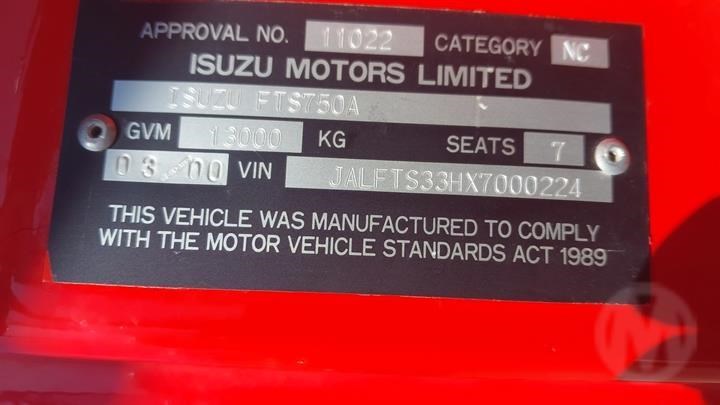 APPROVAL NO. 11022 CATEGORY NC
ISUZU MOTORS LIMITED
ISUZU FTS750A
GVM 13000 KG SEATS 7
03 00 VIN JALFTS33HX7000224
THIS VEHICLE WAS MANUFACTURED TO COMPLY
WITH THE MOTOR VEHICLE STANDARDS ACT 1989
M